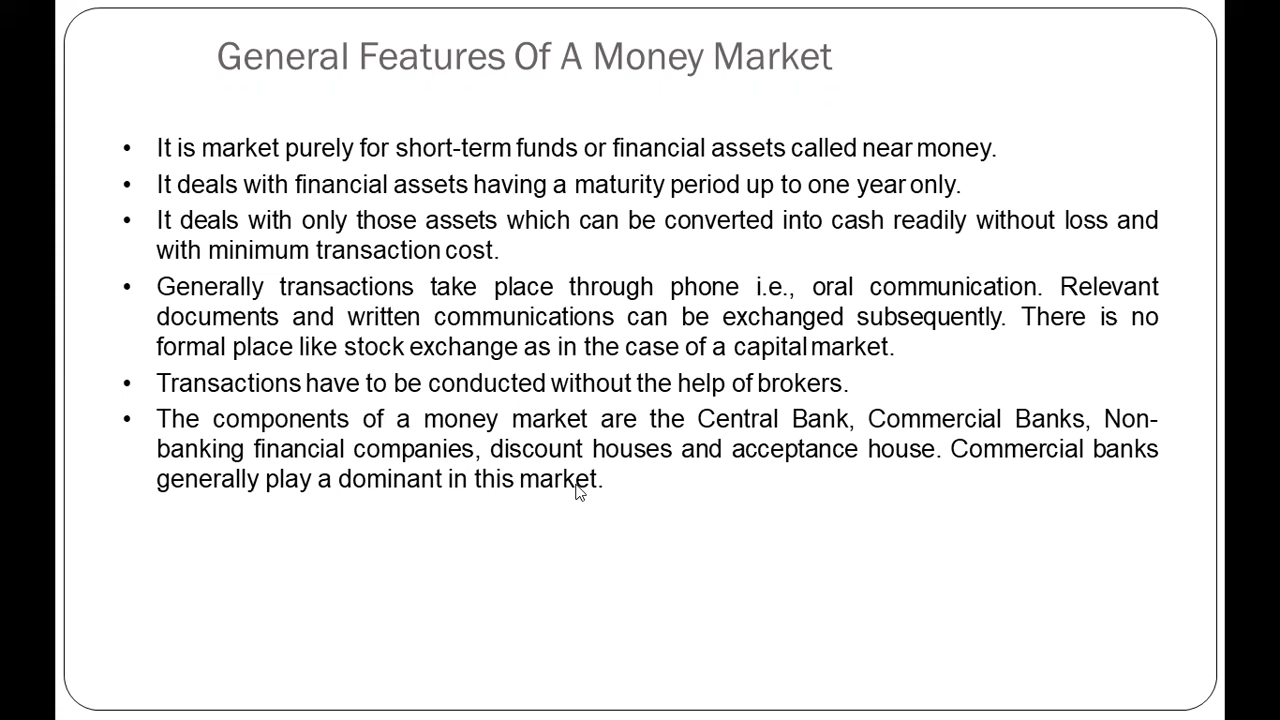 General Features Of A Money Market
• It is market purely for short-term funds or financial assets called near money.
• It deals with financial assets having a maturity period up to one year only.
• It deals with only those assets which can be converted into cash readily without loss and
with minimum transaction cost.
• Generally transactions take place through phone i.e., oral communication. Relevant
documents and written communications can be exchanged subsequently. There is no
formal place like stock exchange as in the case of a capital market.
• Transactions have to be conducted without the help of brokers.
• The components of a money market are the Central Bank, Commercial Banks, Non-
banking financial companies, discount houses and acceptance house. Commercial banks
generally play a dominant in this market.